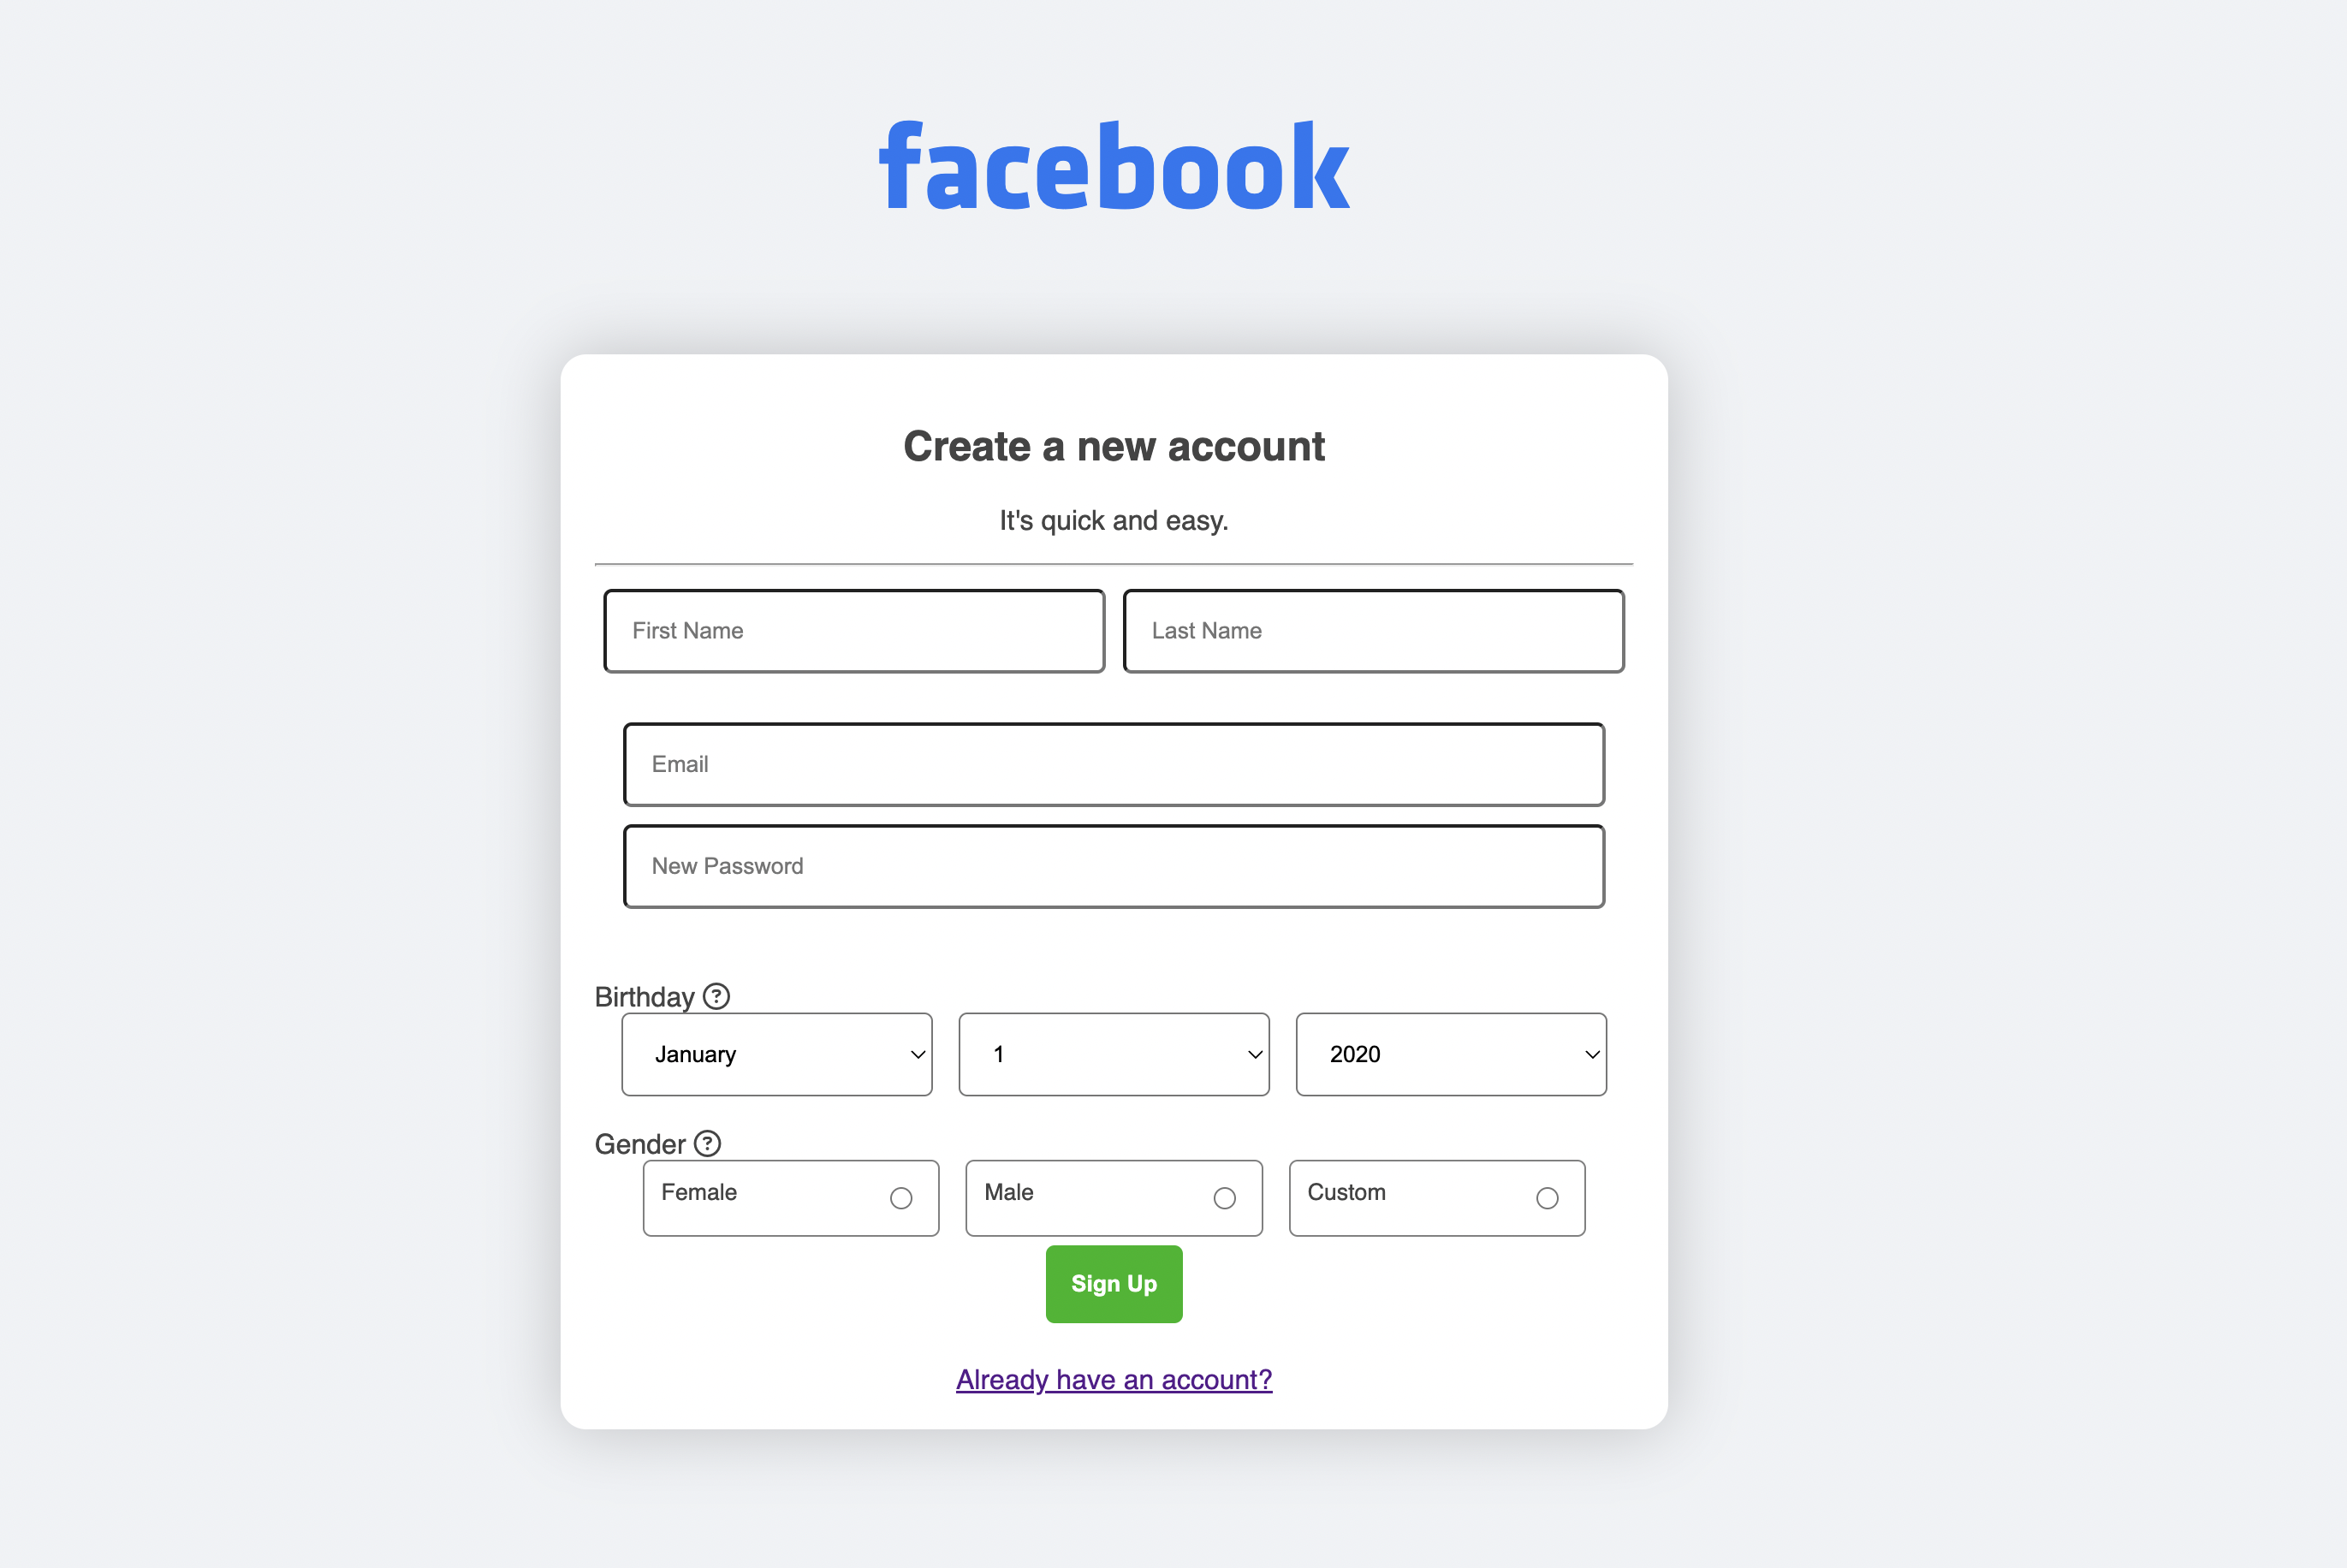 facebook
Create a new account
It's quick and easy.
First Name Last Name
Email
New Password
Birthday ?
January 1 2020
Gender ?
Female Male Custom
Sign Up
Already have an account?